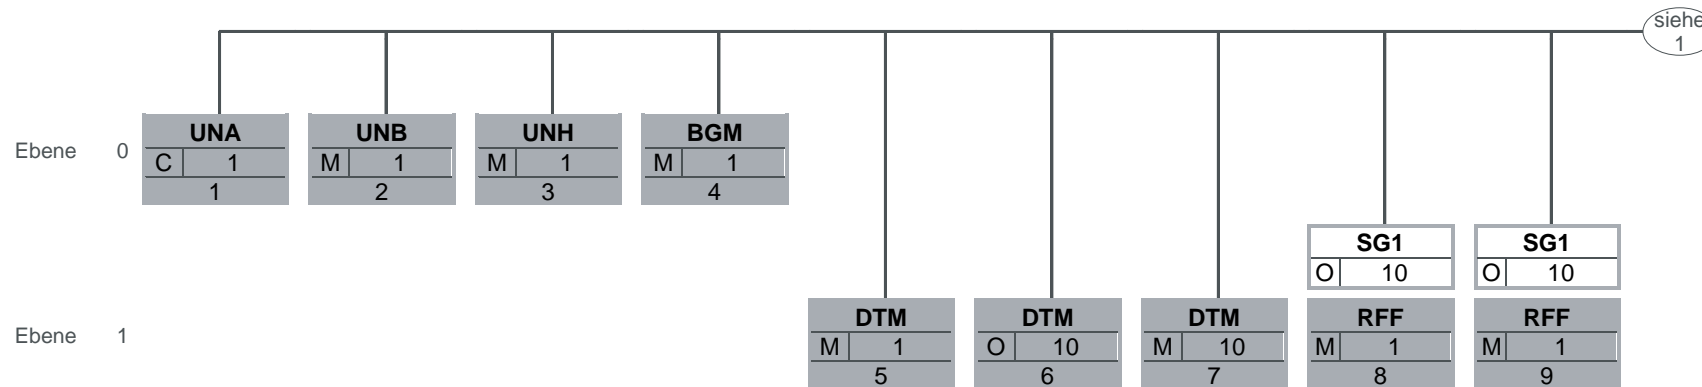 siehe
1
UNA UNB UNH BGM
Ebene 0
C 1 M 1 M 1 M 1
1 2 3 4
SG1 SG1
O 10 O 10
DTM DTM DTM RFF RFF
Ebene 1
M 1 O 10 M 10 M 1 M 1
5 6 7 8 9